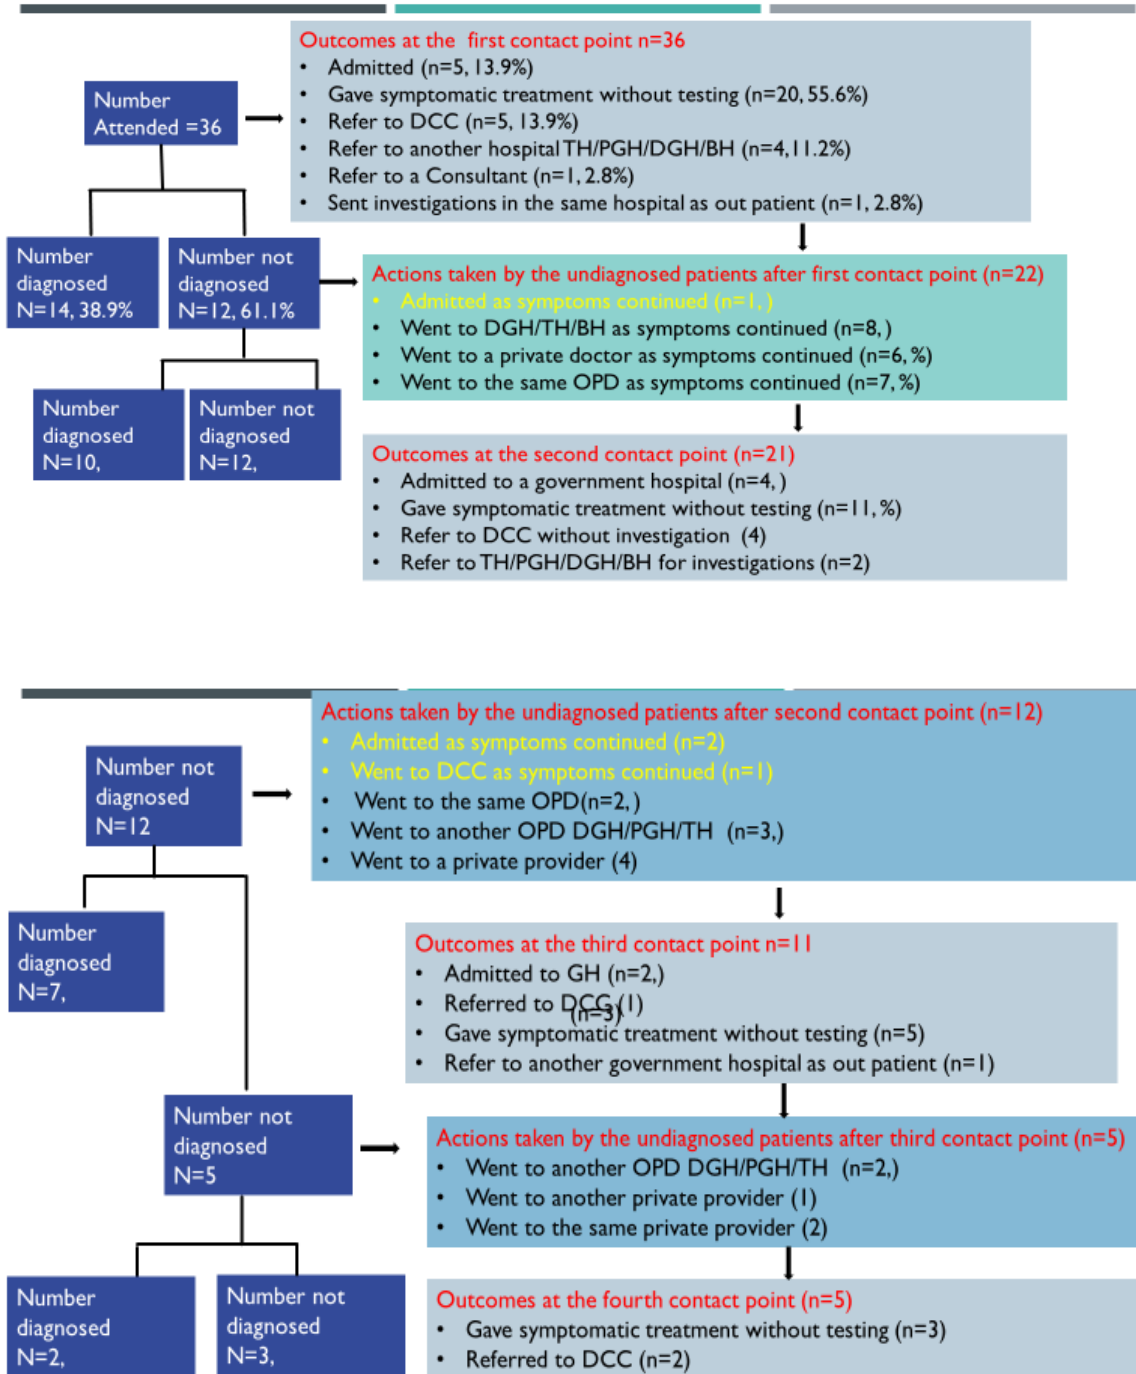 Outcomes at the first contact point n=36
• Admitted (n=5, 13.9%)
• Gave symptomatic treatment without testing (n=20, 55.6%)
• Refer to DCC (n=5, 13.9%)
• Refer to another hospital TH/PGH/DGH/BH (n=4, 11.2%)
• Refer to a Consultant (n=1, 2.8%)
• Sent investigations in the same hospital as out patient (n=1, 2.8%)
Number
Attended =36
Number
diagnosed
N=14, 38.9%
Number not
diagnosed
N=12, 61.1%
Actions taken by the undiagnosed patients after first contact point (n=22)
• Admitted as symptoms continued (n=1, )
• Went to DGH/TH/BH as symptoms continued (n=8, )
• Went to a private doctor as symptoms continued (n=6, %)
• Went to the same OPD as symptoms continued (n=7, %)
Number
diagnosed
N=10,
Number not
diagnosed
N=12,
Outcomes at the second contact point (n=21)
• Admitted to a government hospital (n=4, )
• Gave symptomatic treatment without testing (n=11, %)
• Refer to DCC without investigation (4)
• Refer to TH/PGH/DGH/BH for investigations (n=2)
Actions taken by the undiagnosed patients after second contact point (n=12)
• Admitted as symptoms continued (n=2)
• Went to DCC as symptoms continued (n=1)
• Went to the same OPD(n=2, )
• Went to another OPD DGH/PGH/TH (n=3,)
• Went to a private provider (4)
Number not
diagnosed
N=12
Number
diagnosed
N=7,
Outcomes at the third contact point n=11
• Admitted to GH (n=2,)
• Referred to DCC (1)
(n=3)
• Gave symptomatic treatment without testing (n=5)
• Refer to another government hospital as out patient (n=1)
Number not
diagnosed
N=5
Actions taken by the undiagnosed patients after third contact point (n=5)
• Went to another OPD DGH/PGH/TH (n=2,)
• Went to another private provider (1)
• Went to the same private provider (2)
Number
diagnosed
N=2,
Number not
diagnosed
N=3,
Outcomes at the fourth contact point (n=5)
• Gave symptomatic treatment without testing (n=3)
• Referred to DCC (n=2)